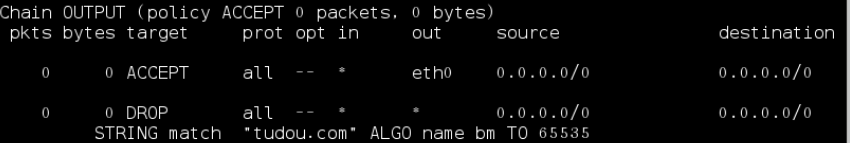 Chain OUTPUT (policy ACCEPT 0 packets, 0 bytes)
pkts bytes target prot opt in out source destination
0 0 ACCEPT all -- * eth0 0.0.0.0/0 0.0.0.0/0
0 0 DROP all -- * * 0.0.0.0/0 0.0.0.0/0
STRING match "tudou.com" ALGO name bm TO 65535